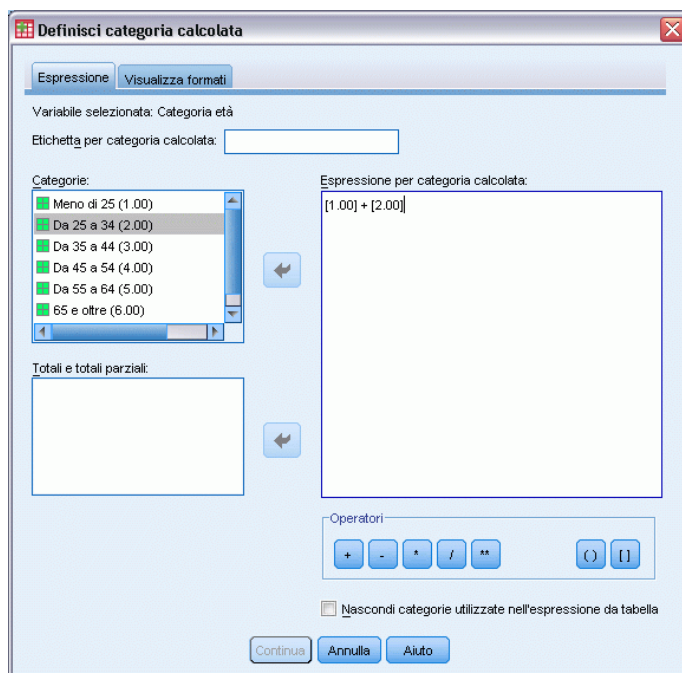 Definisci categoria calcolata
Espressione
Visualizza formati
Variabile selezionata: Categoria età
Etichetta per categoria calcolata:
Categorie:
Meno di 25 (1.00)
Da 25 a 34 (2.00)
Da 35 a 44 (3.00)
Da 45 a 54 (4.00)
Da 55 a 64 (5.00)
65 e oltre (6.00)
Espressione per categoria calcolata:
[1.00] + [2.00]
Totali e totali parziali:
Operatori
+ - * / ** ( ) [ ]
Nascondi categorie utilizzate nell'espressione da tabella
Continua Annulla Aiuto